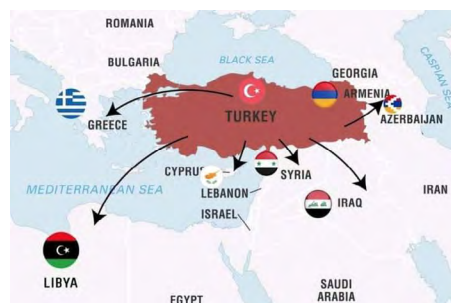 ROMANIA
BULGARIA
BLACK SEA
GEORGIA
CASPIAN SEA
ARMENIA
AZERBAIJAN
TURKEY
GREECE
CYPRUS
SYRIA
MEDITERRANEAN SEA
LEBANON
ISRAEL
IRAQ
IRAN
LIBYA
EGYPT
SAUDI
ARABIA